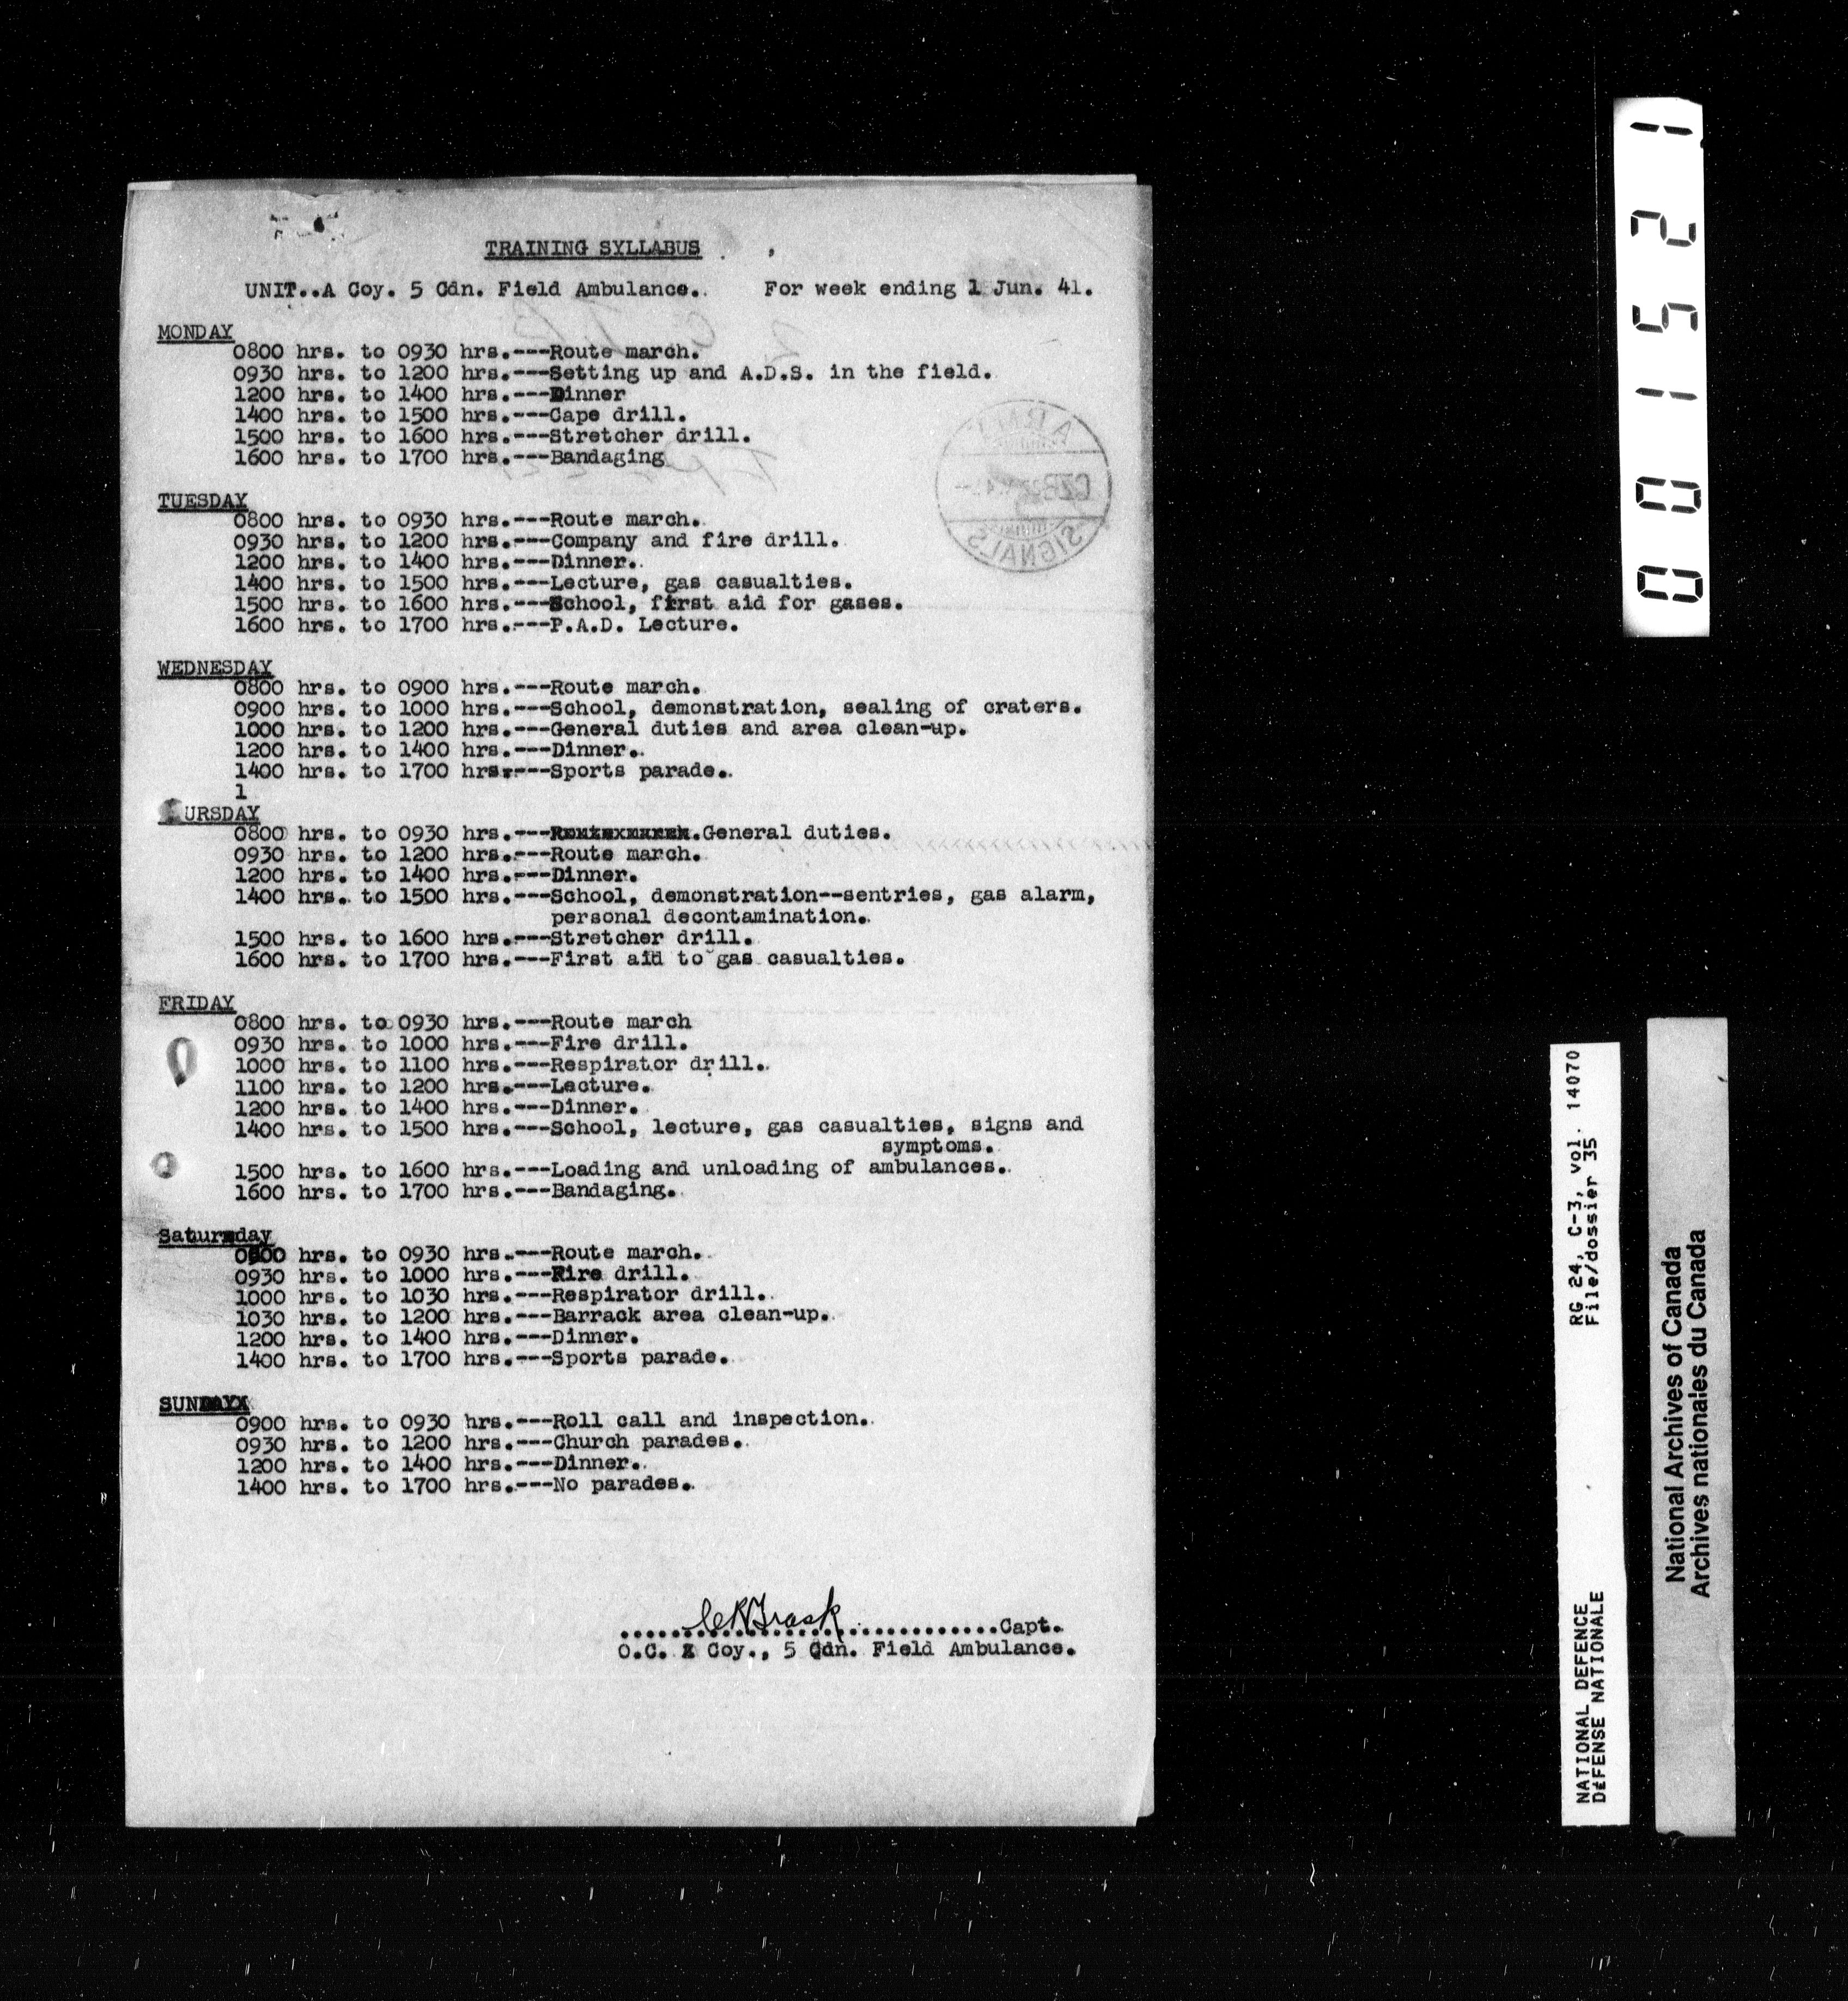 TRAINING SYLLABUS
UNIT..A Coy. 5 Cdn. Field Ambulance. For week ending 1 Jun. 41.
MONDAY
0800 hrs. to 0930 hrs.---Route march.
0930 hrs. to 1200 hrs.---Setting up and A.D.S. in the field.
1200 hrs. to 1400 hrs.---Dinner
1400 hrs. to 1500 hrs.---Cape drill.
1500 hrs. to 1600 hrs.---Stretcher drill.
1600 hrs. to 1700 hrs.---Bandaging
TUESDAY
0800 hrs. to 0930 hrs.---Route march.
0930 hrs. to 1200 hrs.---Company and fire drill.
1200 hrs. to 1400 hrs.---Dinner.
1400 hrs. to 1500 hrs.---Lecture, gas casualties.
1500 hrs. to 1600 hrs.---School, first aid for gases.
1600 hrs. to 1700 hrs.---P.A.D. Lecture.
WEDNESDAY
0800 hrs. to 0900 hrs.---Route march.
0900 hrs. to 1000 hrs.---School, demonstration, sealing of craters.
1000 hrs. to 1200 hrs.---General duties and area clean-up.
1200 hrs. to 1400 hrs.---Dinner.
1400 hrs. to 1700 hrs.---Sports parade.
1
URSDAY
0800 hrs. to 0930 hrs.---General duties.
0930 hrs. to 1200 hrs.---Route march.
1200 hrs. to 1400 hrs.---Dinner.
1400 hrs. to 1500 hrs.---School, demonstration--sentries, gas alarm,
personal decontamination.
1500 hrs. to 1600 hrs.---Stretcher drill.
1600 hrs. to 1700 hrs.---First aid to gas casualties.
FRIDAY
0800 hrs. to 0930 hrs.---Route march
0930 hrs. to 1000 hrs.---Fire drill.
1000 hrs. to 1100 hrs.---Respirator drill.
1100 hrs. to 1200 hrs.---Lecture.
1200 hrs. to 1400 hrs.---Dinner.
1400 hrs. to 1500 hrs.---School, lecture, gas casualties, signs and
symptoms.
1500 hrs. to 1600 hrs.---Loading and unloading of ambulances.
1600 hrs. to 1700 hrs.---Bandaging.
Saturday
0800 hrs. to 0930 hrs.---Route march.
0930 hrs. to 1000 hrs.---Fire drill.
1000 hrs. to 1030 hrs.---Respirator drill.
1030 hrs. to 1200 hrs.---Barrack area clean-up.
1200 hrs. to 1400 hrs.---Dinner.
1400 hrs. to 1700 hrs.---Sports parade.
SUNDAY
0900 hrs. to 0930 hrs.---Roll call and inspection.
0930 hrs. to 1200 hrs.---Church parades.
1200 hrs. to 1400 hrs.---Dinner.
1400 hrs. to 1700 hrs.---No parades.
Trask Capt.
O.C. Coy., 5 Cdn. Field Ambulance.
001521
RG 24, C-3, vol. 14070
File/dossier 35
NATIONAL DEFENCE
DÉFENSE NATIONALE
National Archives of Canada
Archives nationales du Canada
SIGNALS